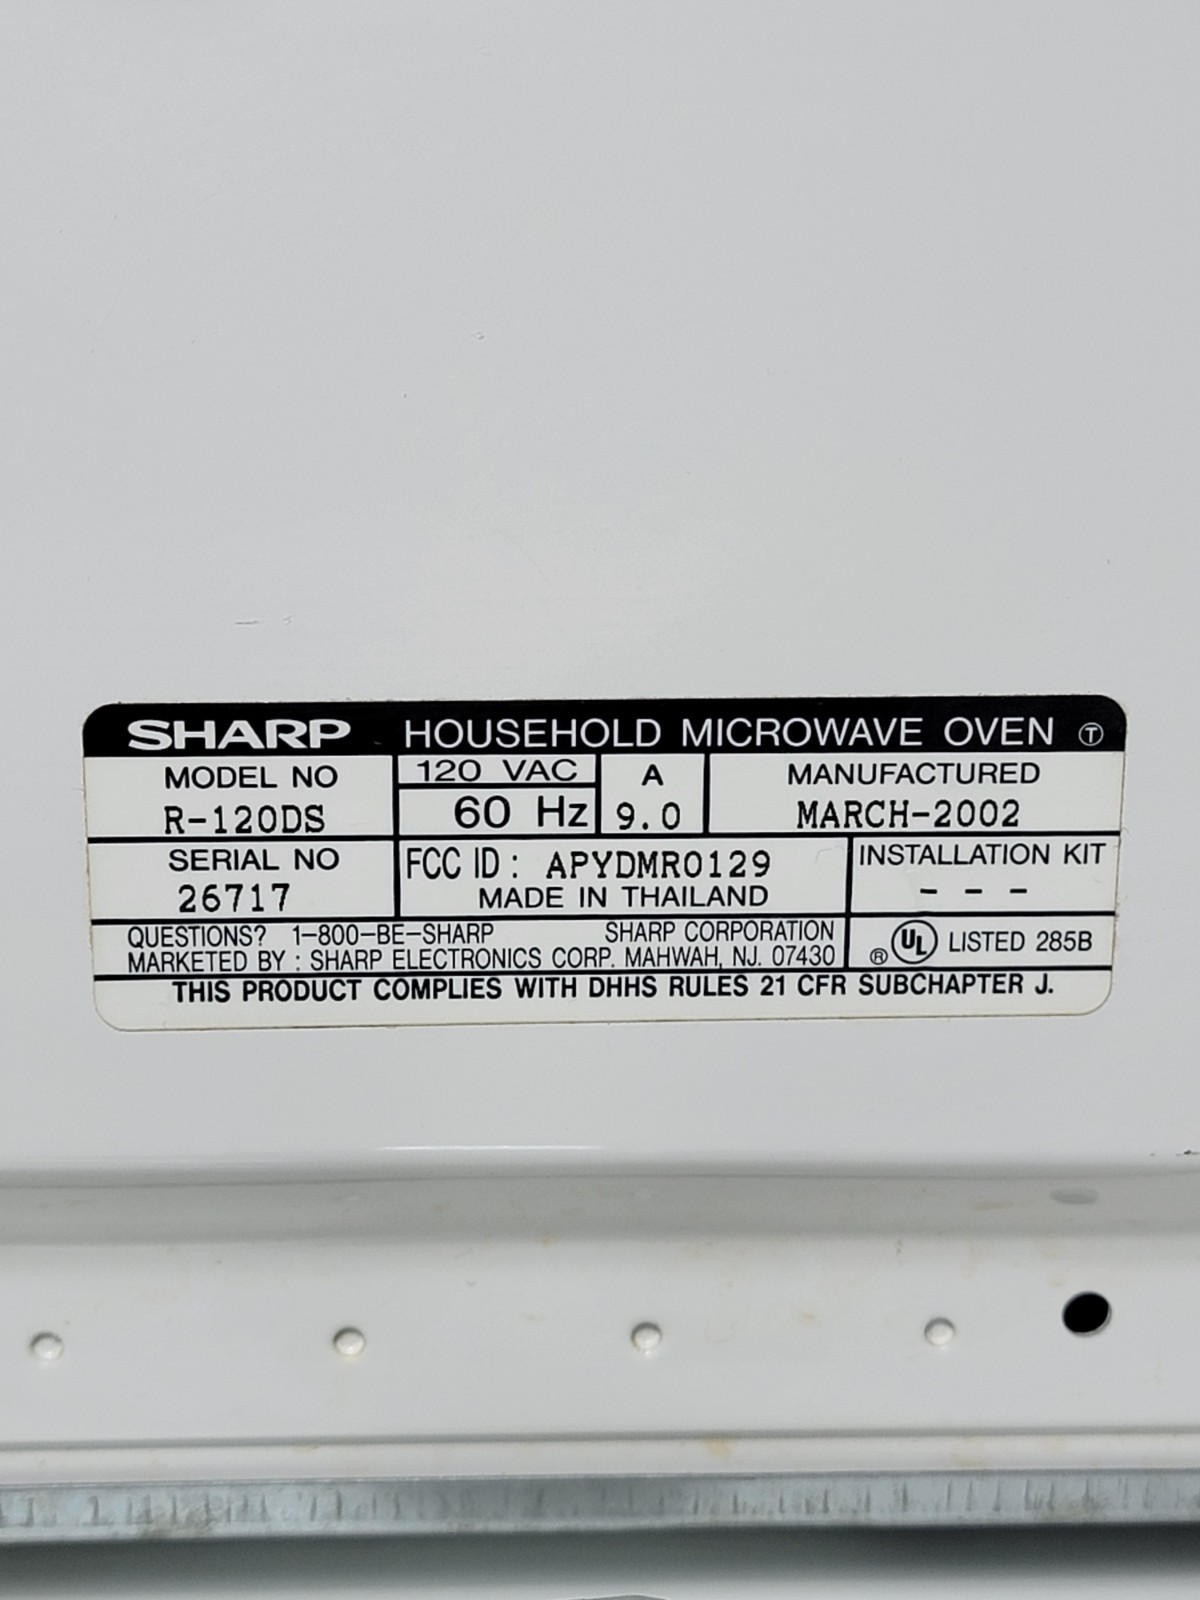 SHARP HOUSEHOLD MICROWAVE OVEN Ⓣ
MODEL NO
R-120DS
120 VAC
60 Hz
A
9.0
MANUFACTURED
MARCH-2002
SERIAL NO
26717
FCC ID : APYDMR0129
MADE IN THAILAND
INSTALLATION KIT
- - -
QUESTIONS? 1-800-BE-SHARP SHARP CORPORATION
MARKETED BY : SHARP ELECTRONICS CORP. MAHWAH, NJ. 07430
® UL LISTED 285B
THIS PRODUCT COMPLIES WITH DHHS RULES 21 CFR SUBCHAPTER J.